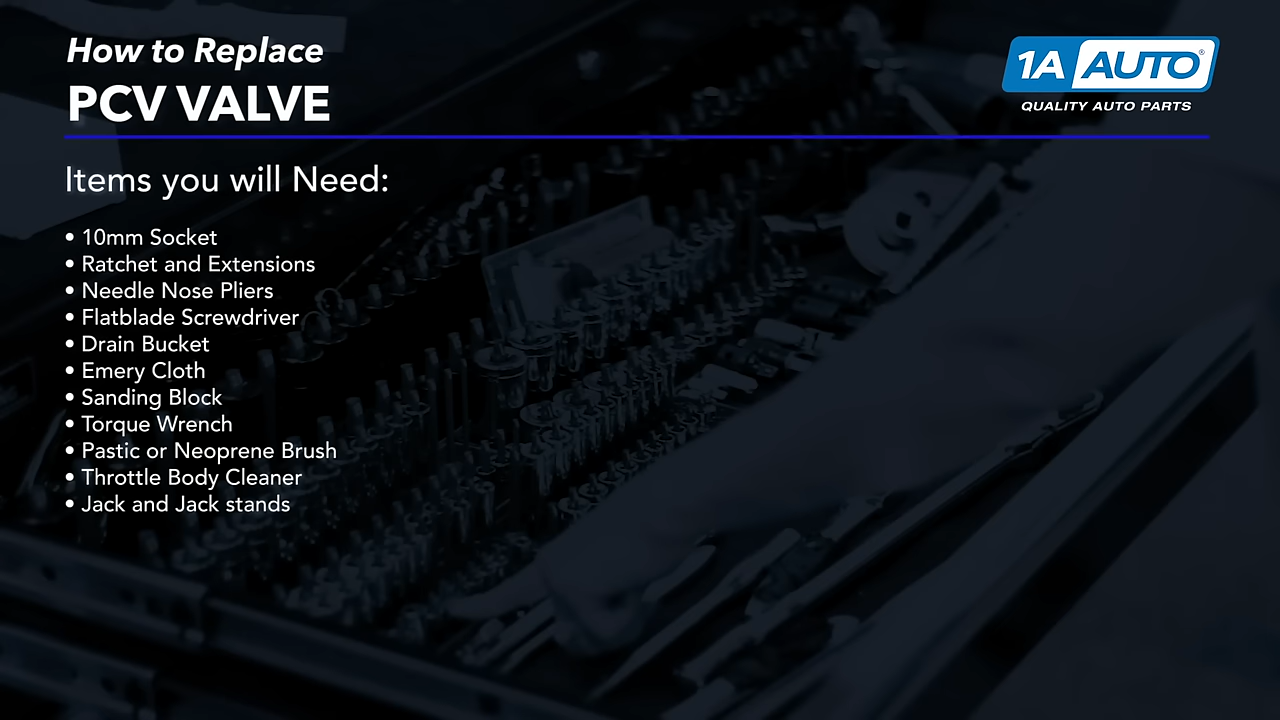 How to Replace
PCV VALVE
1A AUTO®
QUALITY AUTO PARTS
Items you will Need:
• 10mm Socket
• Ratchet and Extensions
• Needle Nose Pliers
• Flatblade Screwdriver
• Drain Bucket
• Emery Cloth
• Sanding Block
• Torque Wrench
• Pastic or Neoprene Brush
• Throttle Body Cleaner
• Jack and Jack stands